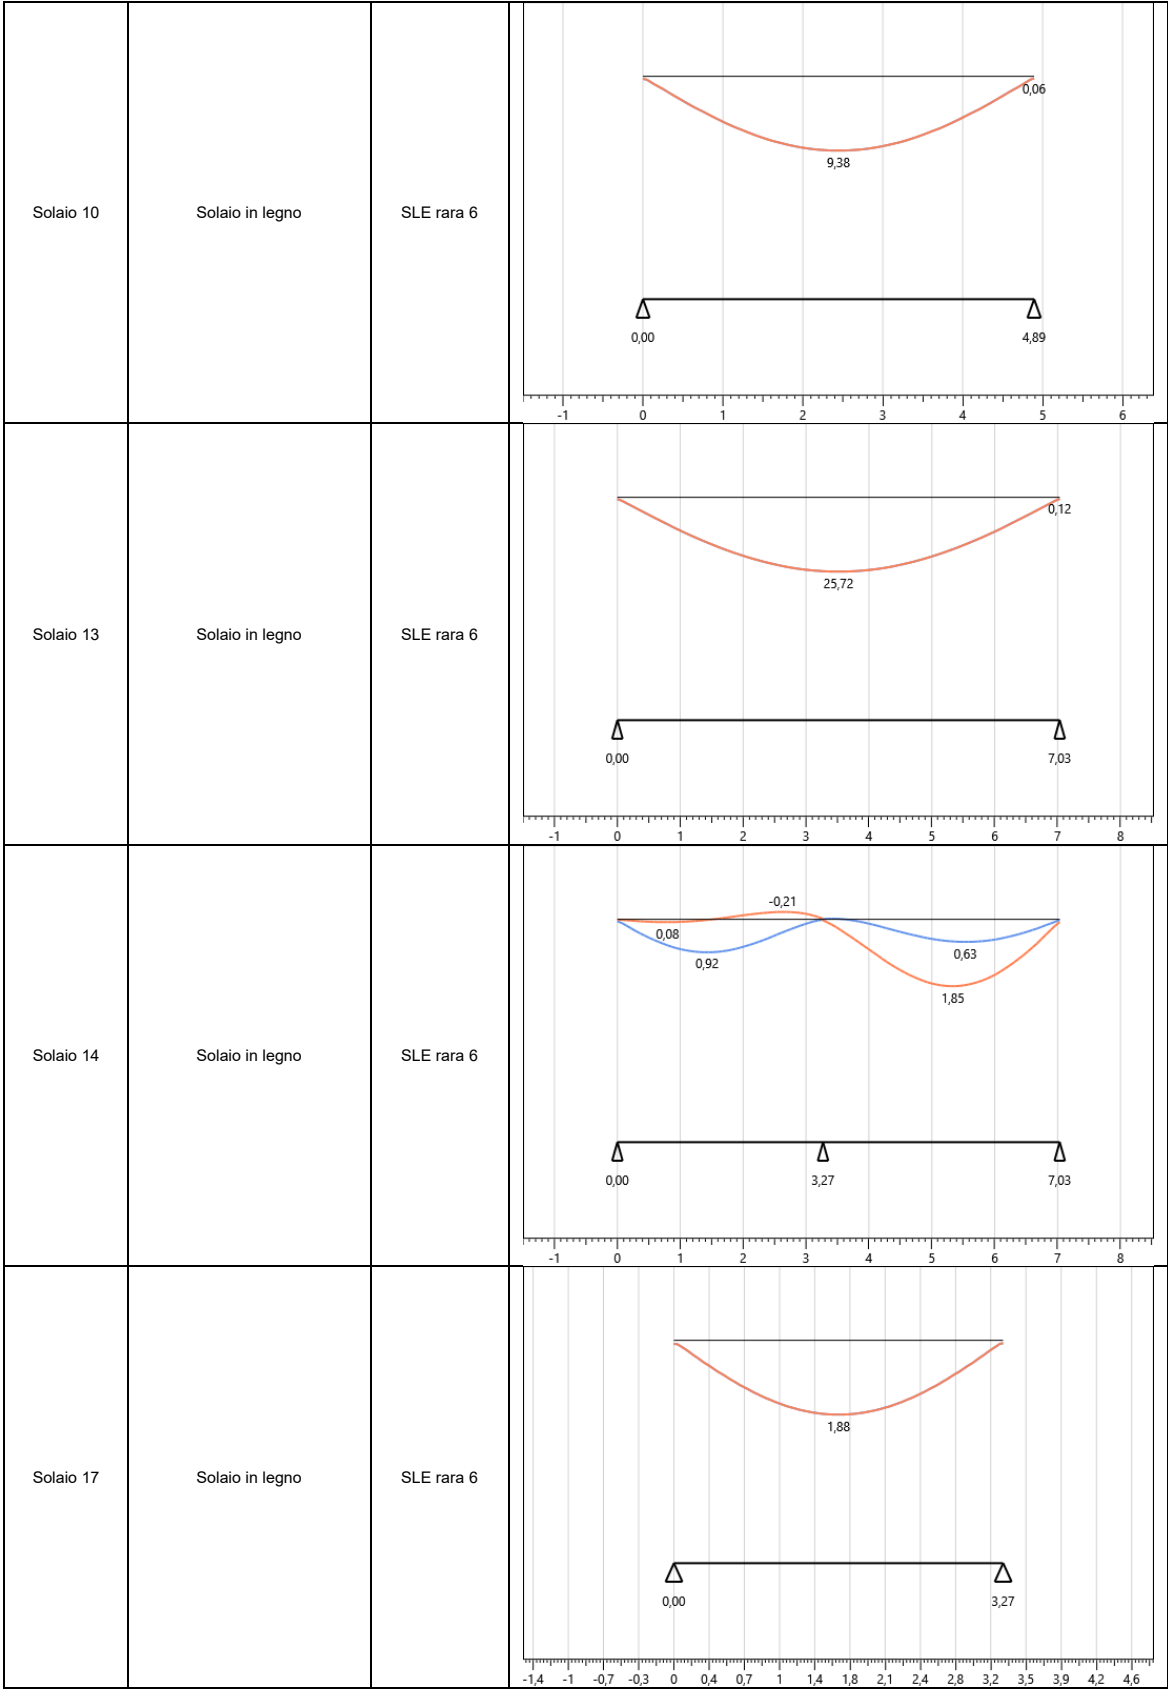 Solaio 10
Solaio in legno
SLE rara 6
0,06
9,38
0,00 4,89
-1 0 1 2 3 4 5 6
Solaio 13
Solaio in legno
SLE rara 6
0,12
25,72
0,00 7,03
-1 0 1 2 3 4 5 6 7 8
Solaio 14
Solaio in legno
SLE rara 6
-0,21
0,08
0,92
0,63
1,85
0,00 3,27 7,03
-1 0 1 2 3 4 5 6 7 8
Solaio 17
Solaio in legno
SLE rara 6
1,88
0,00 3,27
-1,4 -1 -0,7 -0,3 0 0,4 0,7 1 1,4 1,8 2,1 2,4 2,8 3,2 3,5 3,9 4,2 4,6